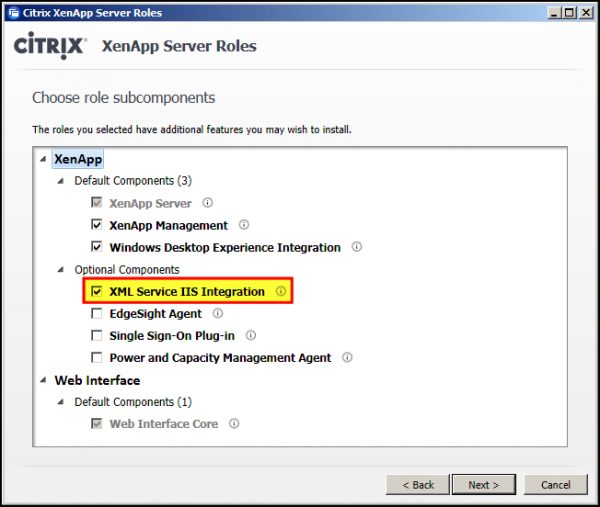 Citrix XenApp Server Roles
CİTRIX XenApp Server Roles
Choose role subcomponents
The roles you selected have additional features you may wish to install.
XenApp
Default Components (3)
XenApp Server
XenApp Management
Windows Desktop Experience Integration
Optional Components
XML Service IIS Integration
EdgeSight Agent
Single Sign-On Plug-in
Power and Capacity Management Agent
Web Interface
Default Components (1)
Web Interface Core
< Back Next > Cancel